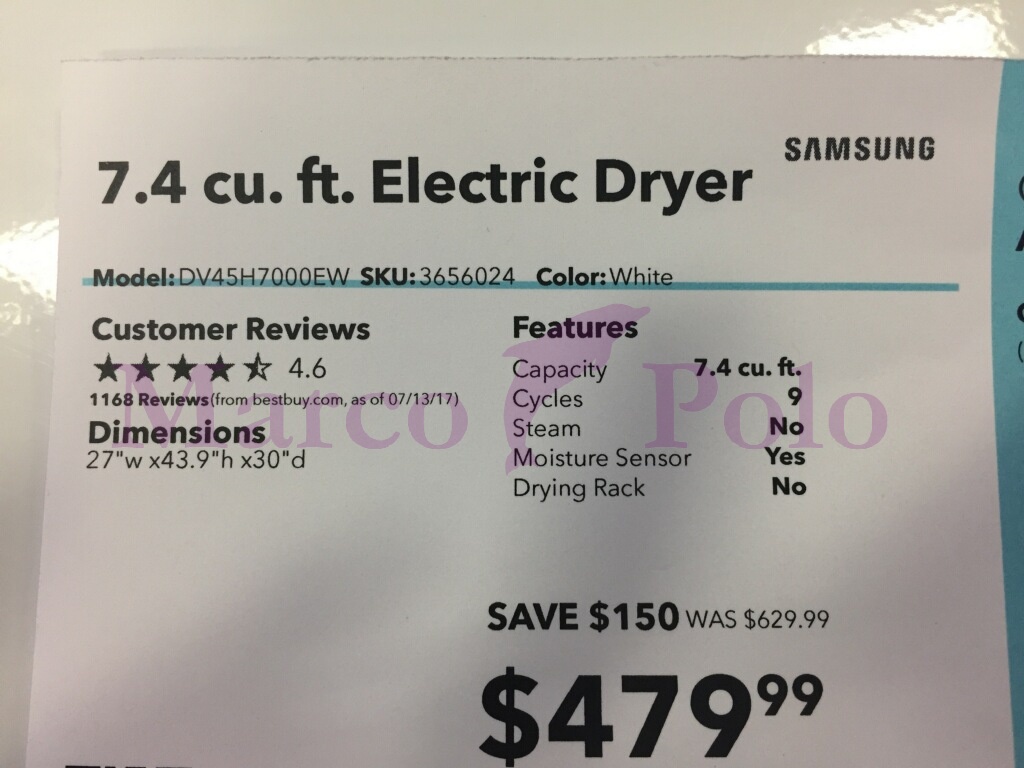 SAMSUNG
7.4 cu. ft. Electric Dryer
Model: DV45H7000EW SKU: 3656024 Color: White
Customer Reviews
4.6
1168 Reviews (from bestbuy.com, as of 07/13/17)
Dimensions
27"w x43.9"h x30"d
Features
Capacity 7.4 cu. ft.
Cycles 9
Steam No
Moisture Sensor Yes
Drying Rack No
Marco Polo
SAVE $150 WAS $629.99
$479 99